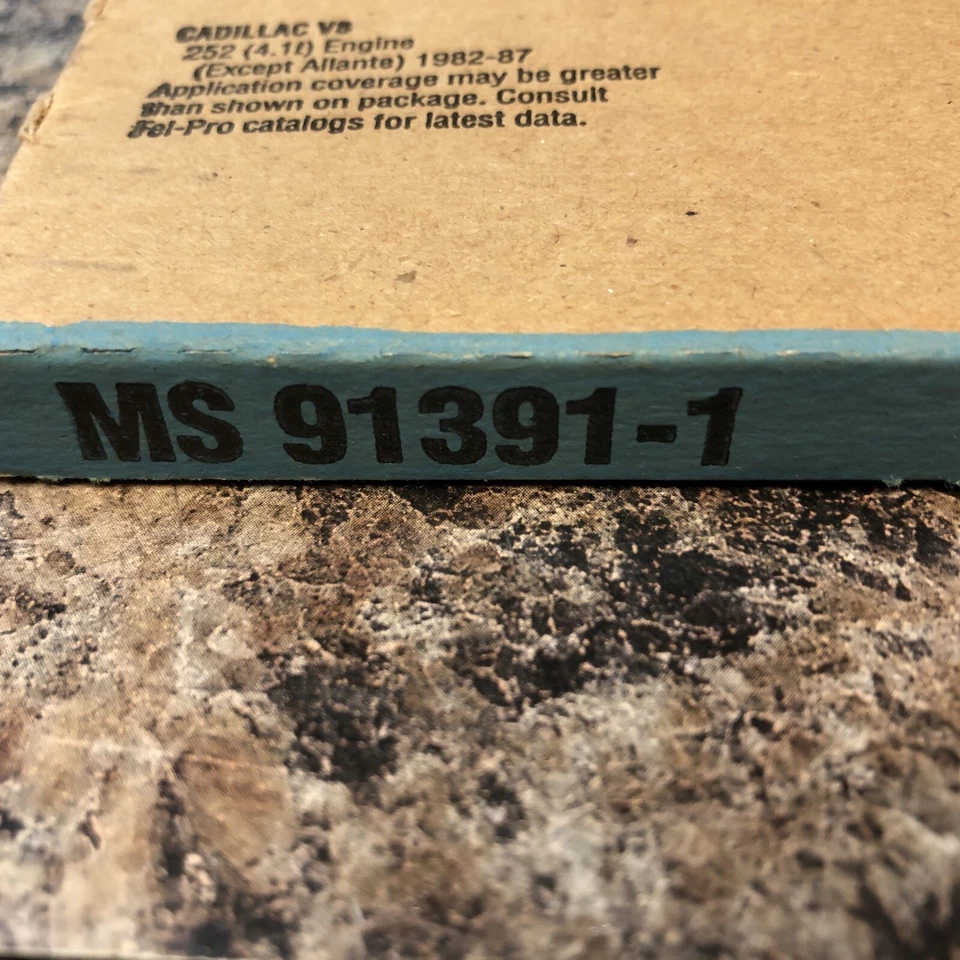 CADILLAC V8
252 (4.1ℓ) Engine
(Except Allante) 1982-87
Application coverage may be greater
than shown on package. Consult
Fel-Pro catalogs for latest data.
MS 91391-1